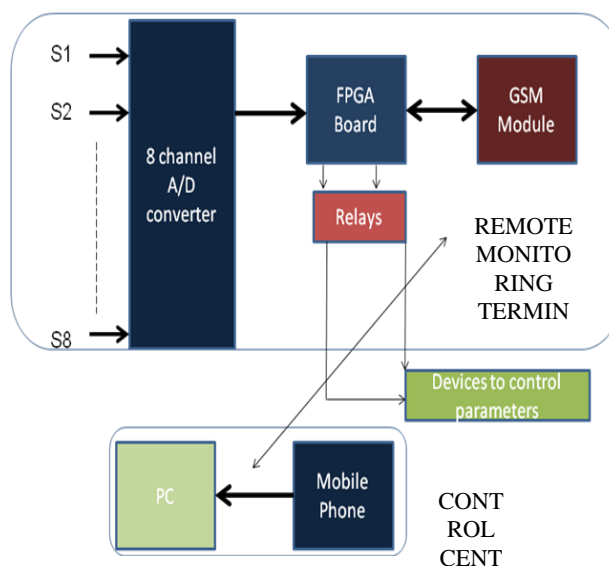 S1
S2
S8
8 channel
A/D
converter
FPGA
Board
GSM
Module
Relays
REMOTE
MONITO
RING
TERMIN
Devices to control
parameters
PC
Mobile
Phone
CONT
ROL
CENT